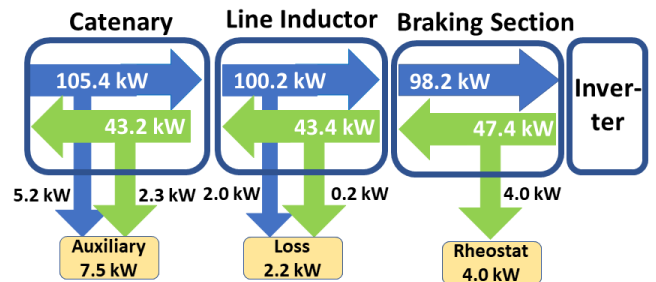 Catenary
Line Inductor
Braking Section
105.4 kW
100.2 kW
98.2 kW
Inver-
ter
43.2 kW
43.4 kW
47.4 kW
5.2 kW
2.3 kW
2.0 kW
0.2 kW
4.0 kW
Auxiliary
7.5 kW
Loss
2.2 kW
Rheostat
4.0 kW